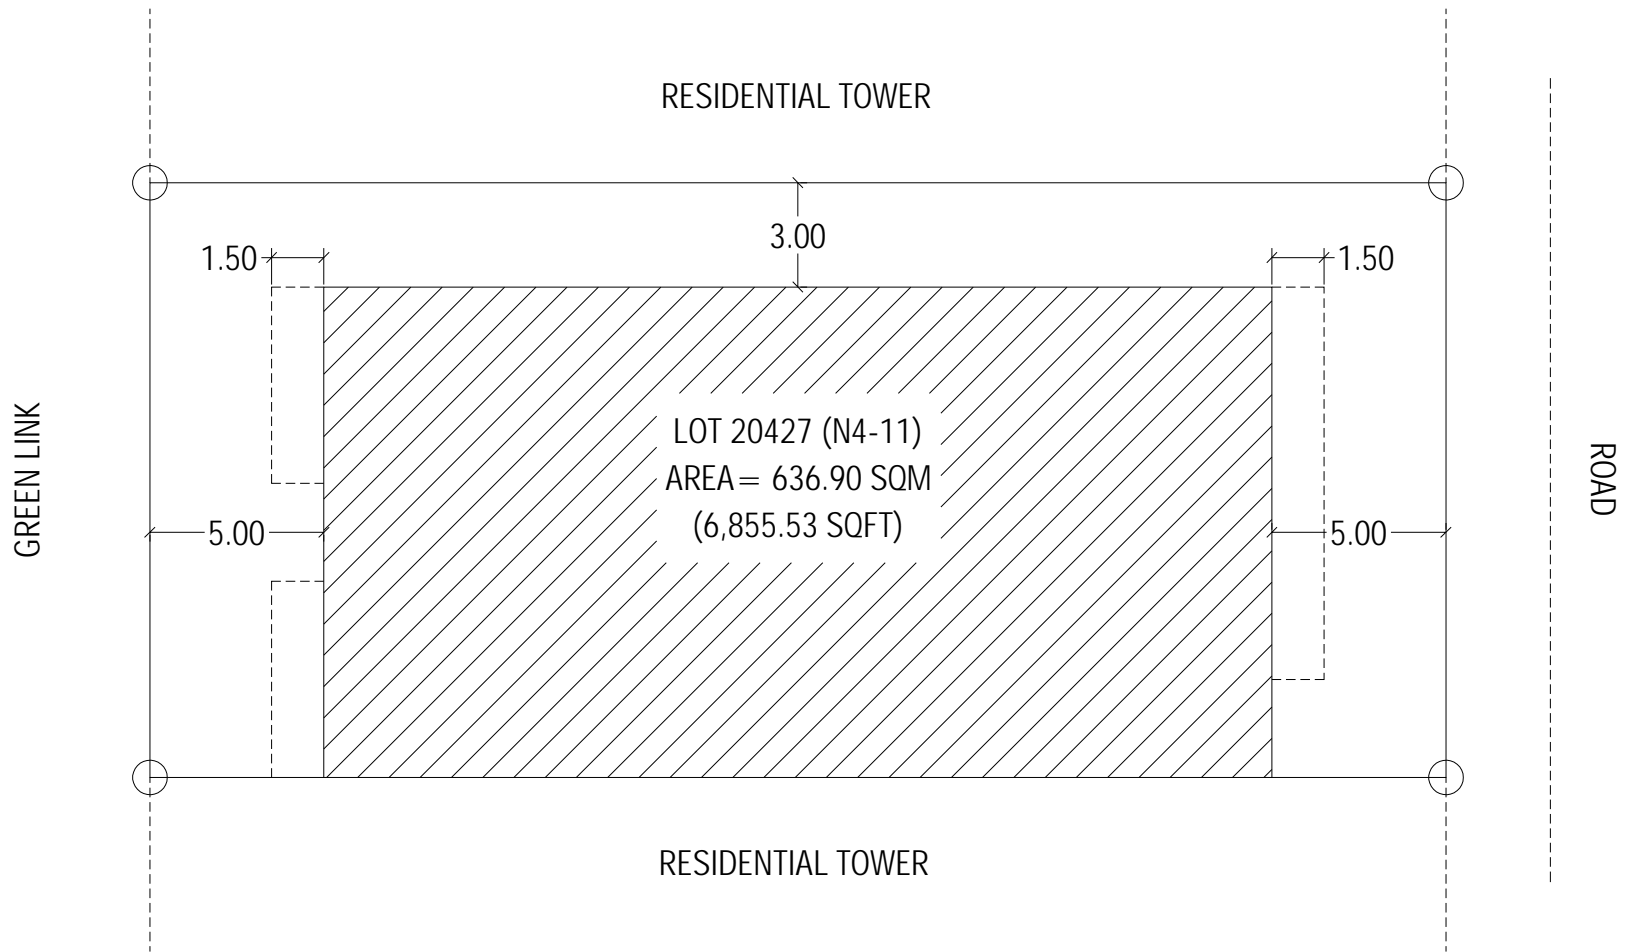 RESIDENTIAL TOWER
3.00
1.50
1.50
LOT 20427 (N4-11)
AREA= 636.90 SQM
(6,855.53 SQFT)
GREEN LINK
ROAD
5.00
5.00
RESIDENTIAL TOWER